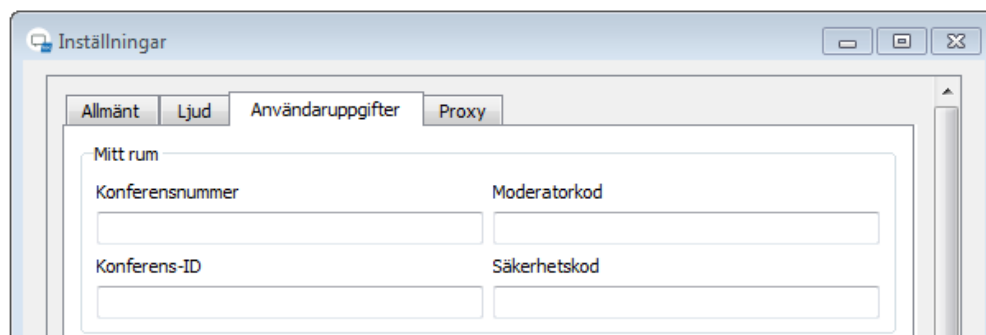 Inställningar
Allmänt Ljud Användaruppgifter Proxy
Mitt rum
Konferensnummer Moderatorkod
Konferens-ID Säkerhetskod